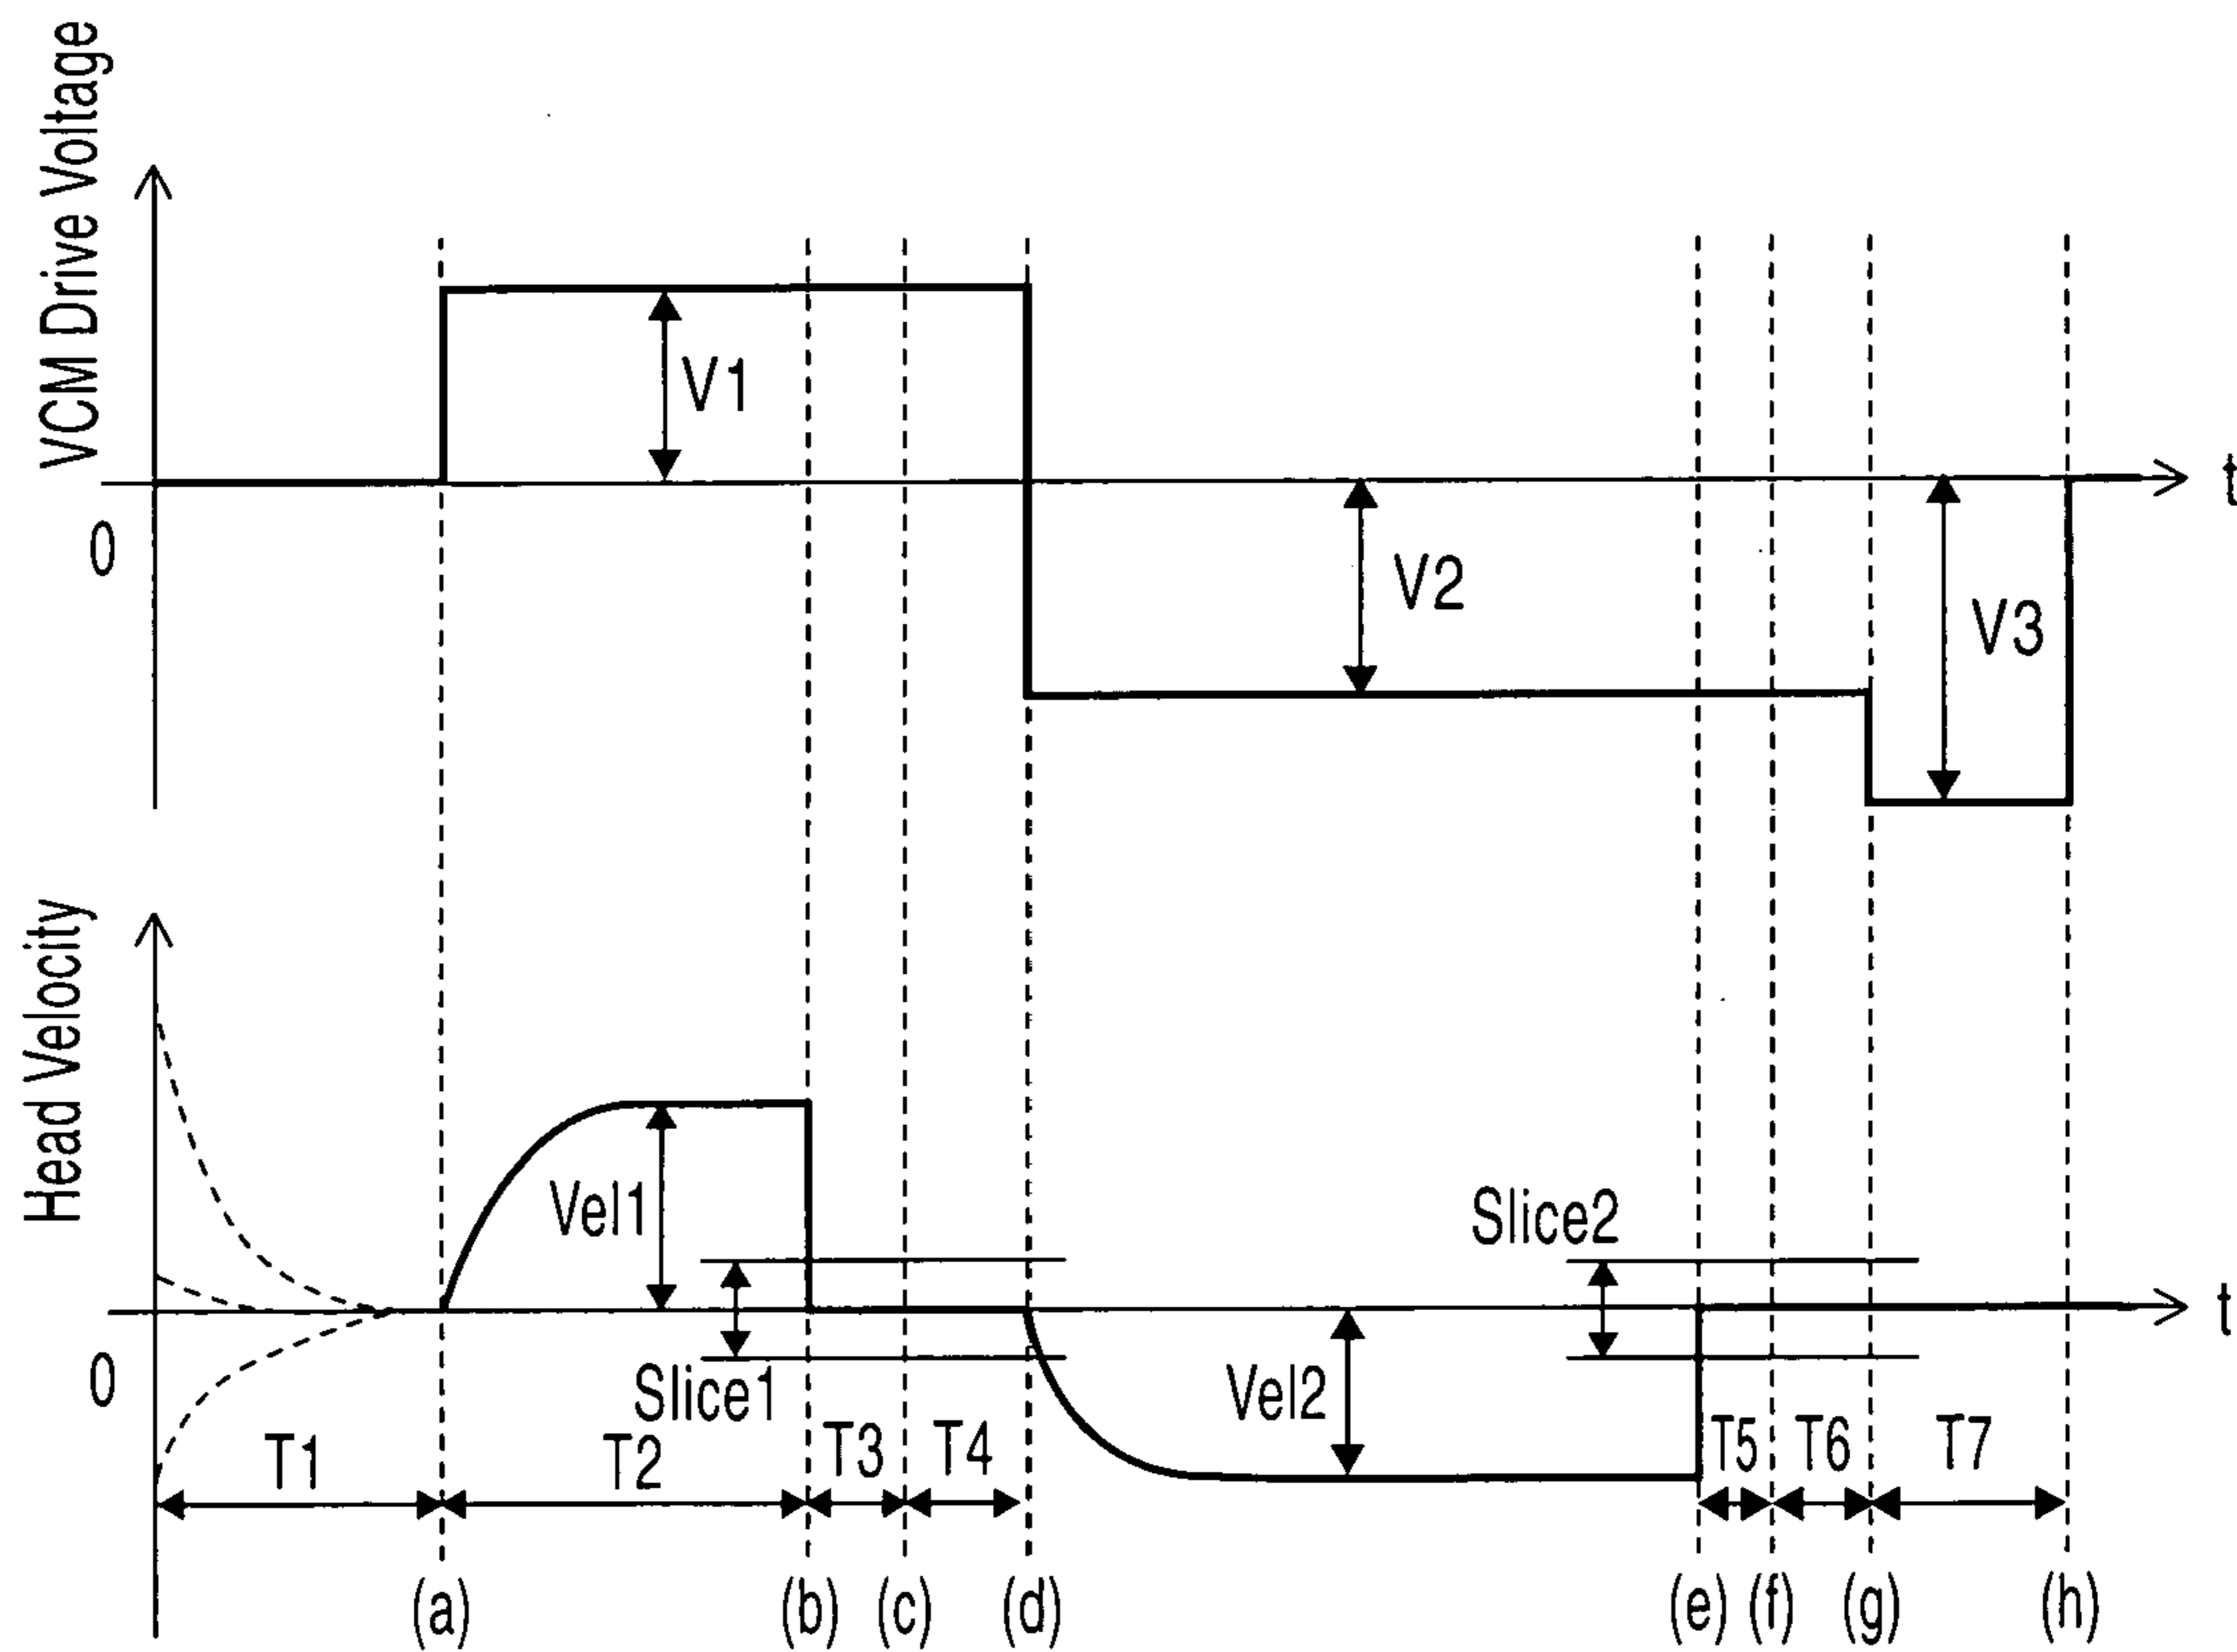 VCM Drive Voltage
V1
t
0
V2
V3
Head Velocity
Vel1
Slice2
t
0
Slice1
Vel2
T1
T2
T3
T4
T5
T6
T7
(a)
(b)
(c)
(d)
(e)
(f)
(g)
(h)